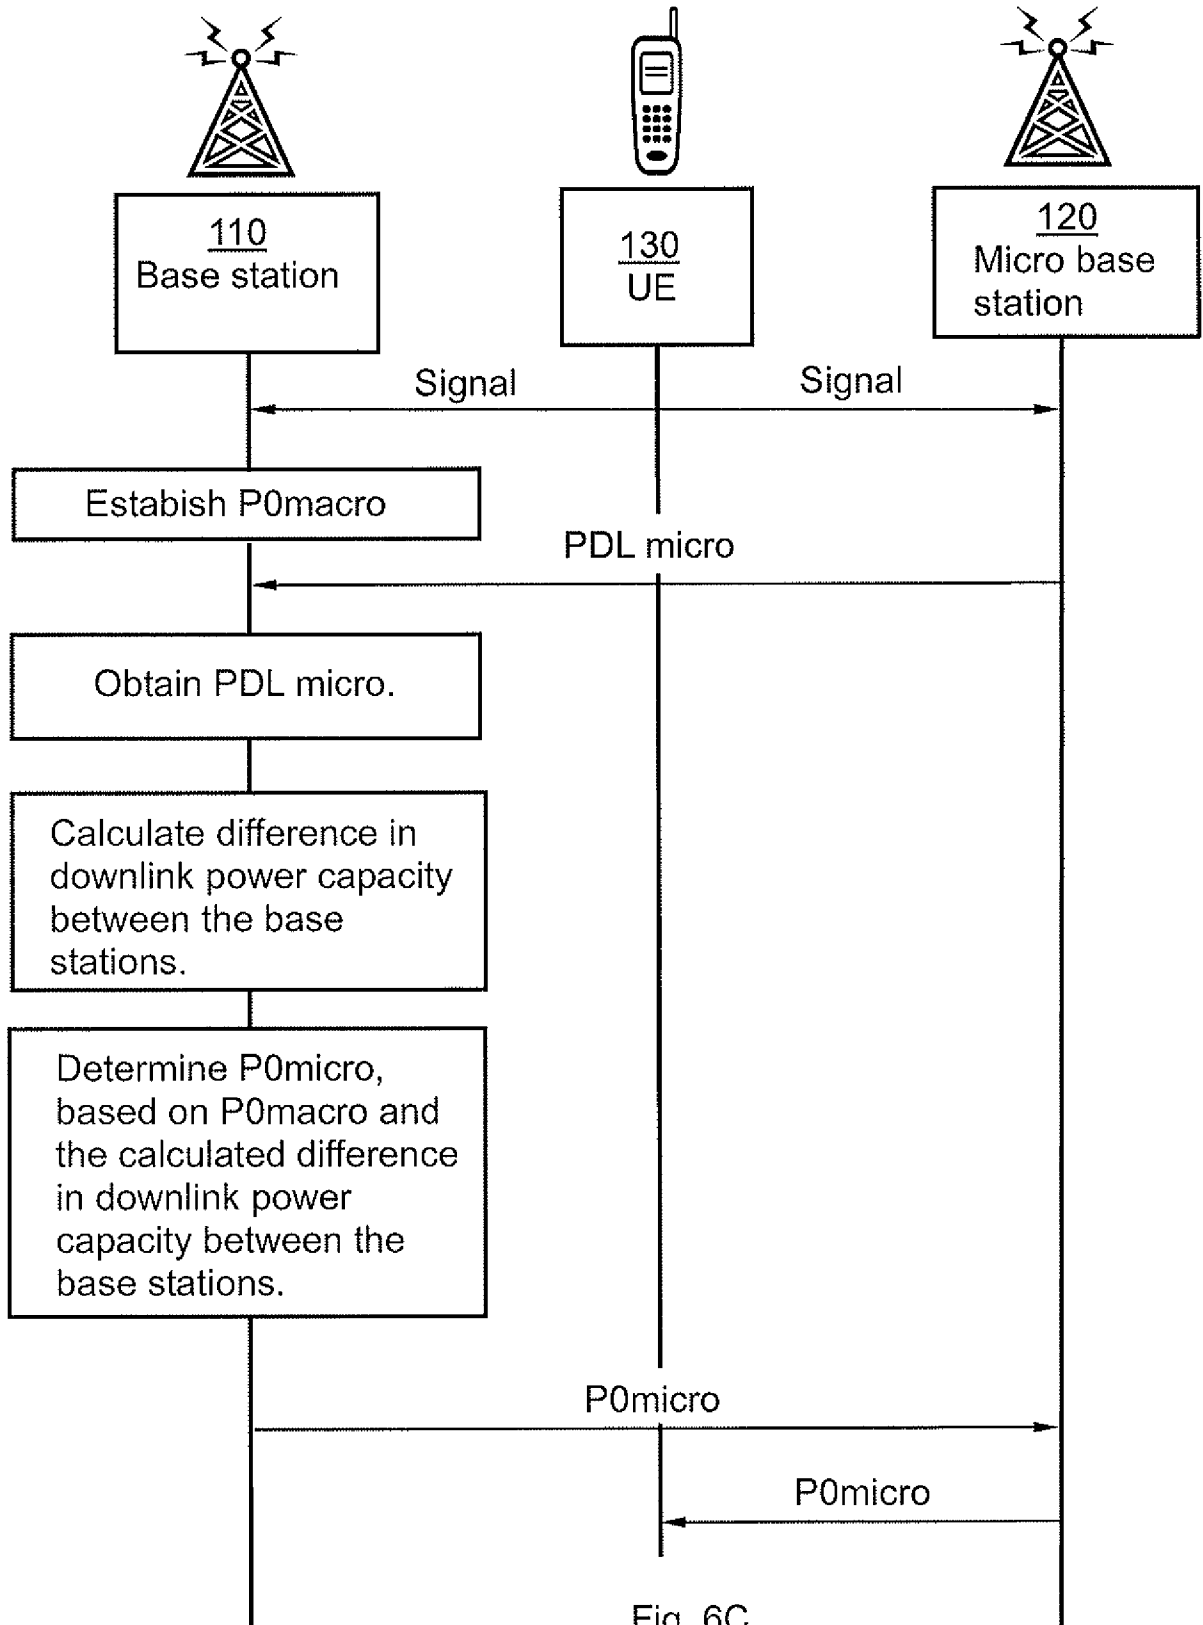 110
Base station
130
UE
120
Micro base
station
Signal
Signal
Estabish P0macro
PDL micro
Obtain PDL micro.
Calculate difference in
downlink power capacity
between the base
stations.
Determine P0micro,
based on P0macro and
the calculated difference
in downlink power
capacity between the
base stations.
P0micro
P0micro
Fig. 6C